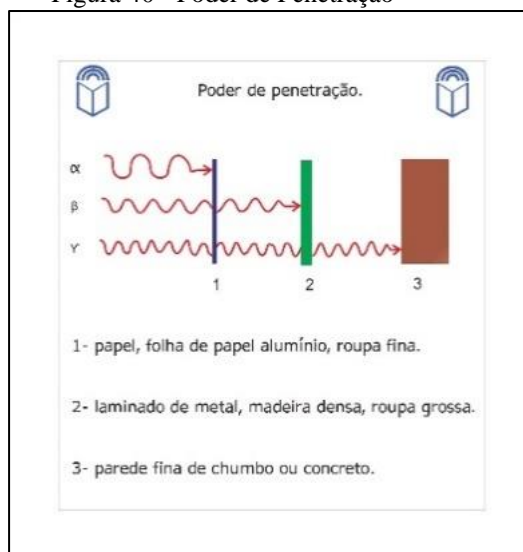 Figura 40 - Poder de Penetração
Poder de penetração.
α
β
γ
1
2
3
1- papel, folha de papel alumínio, roupa fina.
2- laminado de metal, madeira densa, roupa grossa.
3- parede fina de chumbo ou concreto.